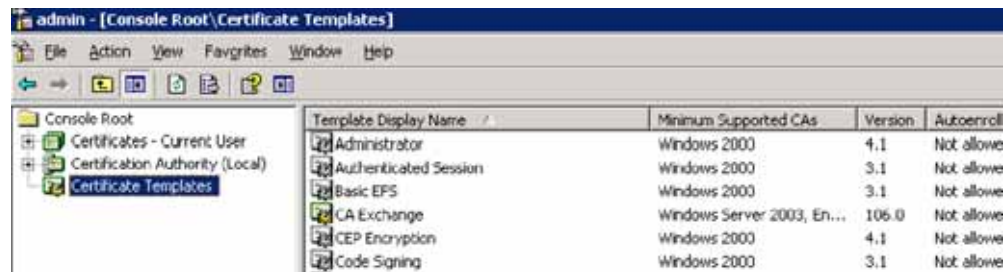 admin - [Console Root\Certificate Templates]
File Action View Favorites Window Help
Console Root
Certificates - Current User
Certification Authority (Local)
Certificate Templates
Template Display Name Minimum Supported CAs Version Autoenroll
Administrator Windows 2000 4.1 Not allowe
Authenticated Session Windows 2000 3.1 Not allowe
Basic EFS Windows 2000 3.1 Not allowe
CA Exchange Windows Server 2003, En... 106.0 Not allowe
CEP Encryption Windows 2000 4.1 Not allowe
Code Signing Windows 2000 3.1 Not allowe